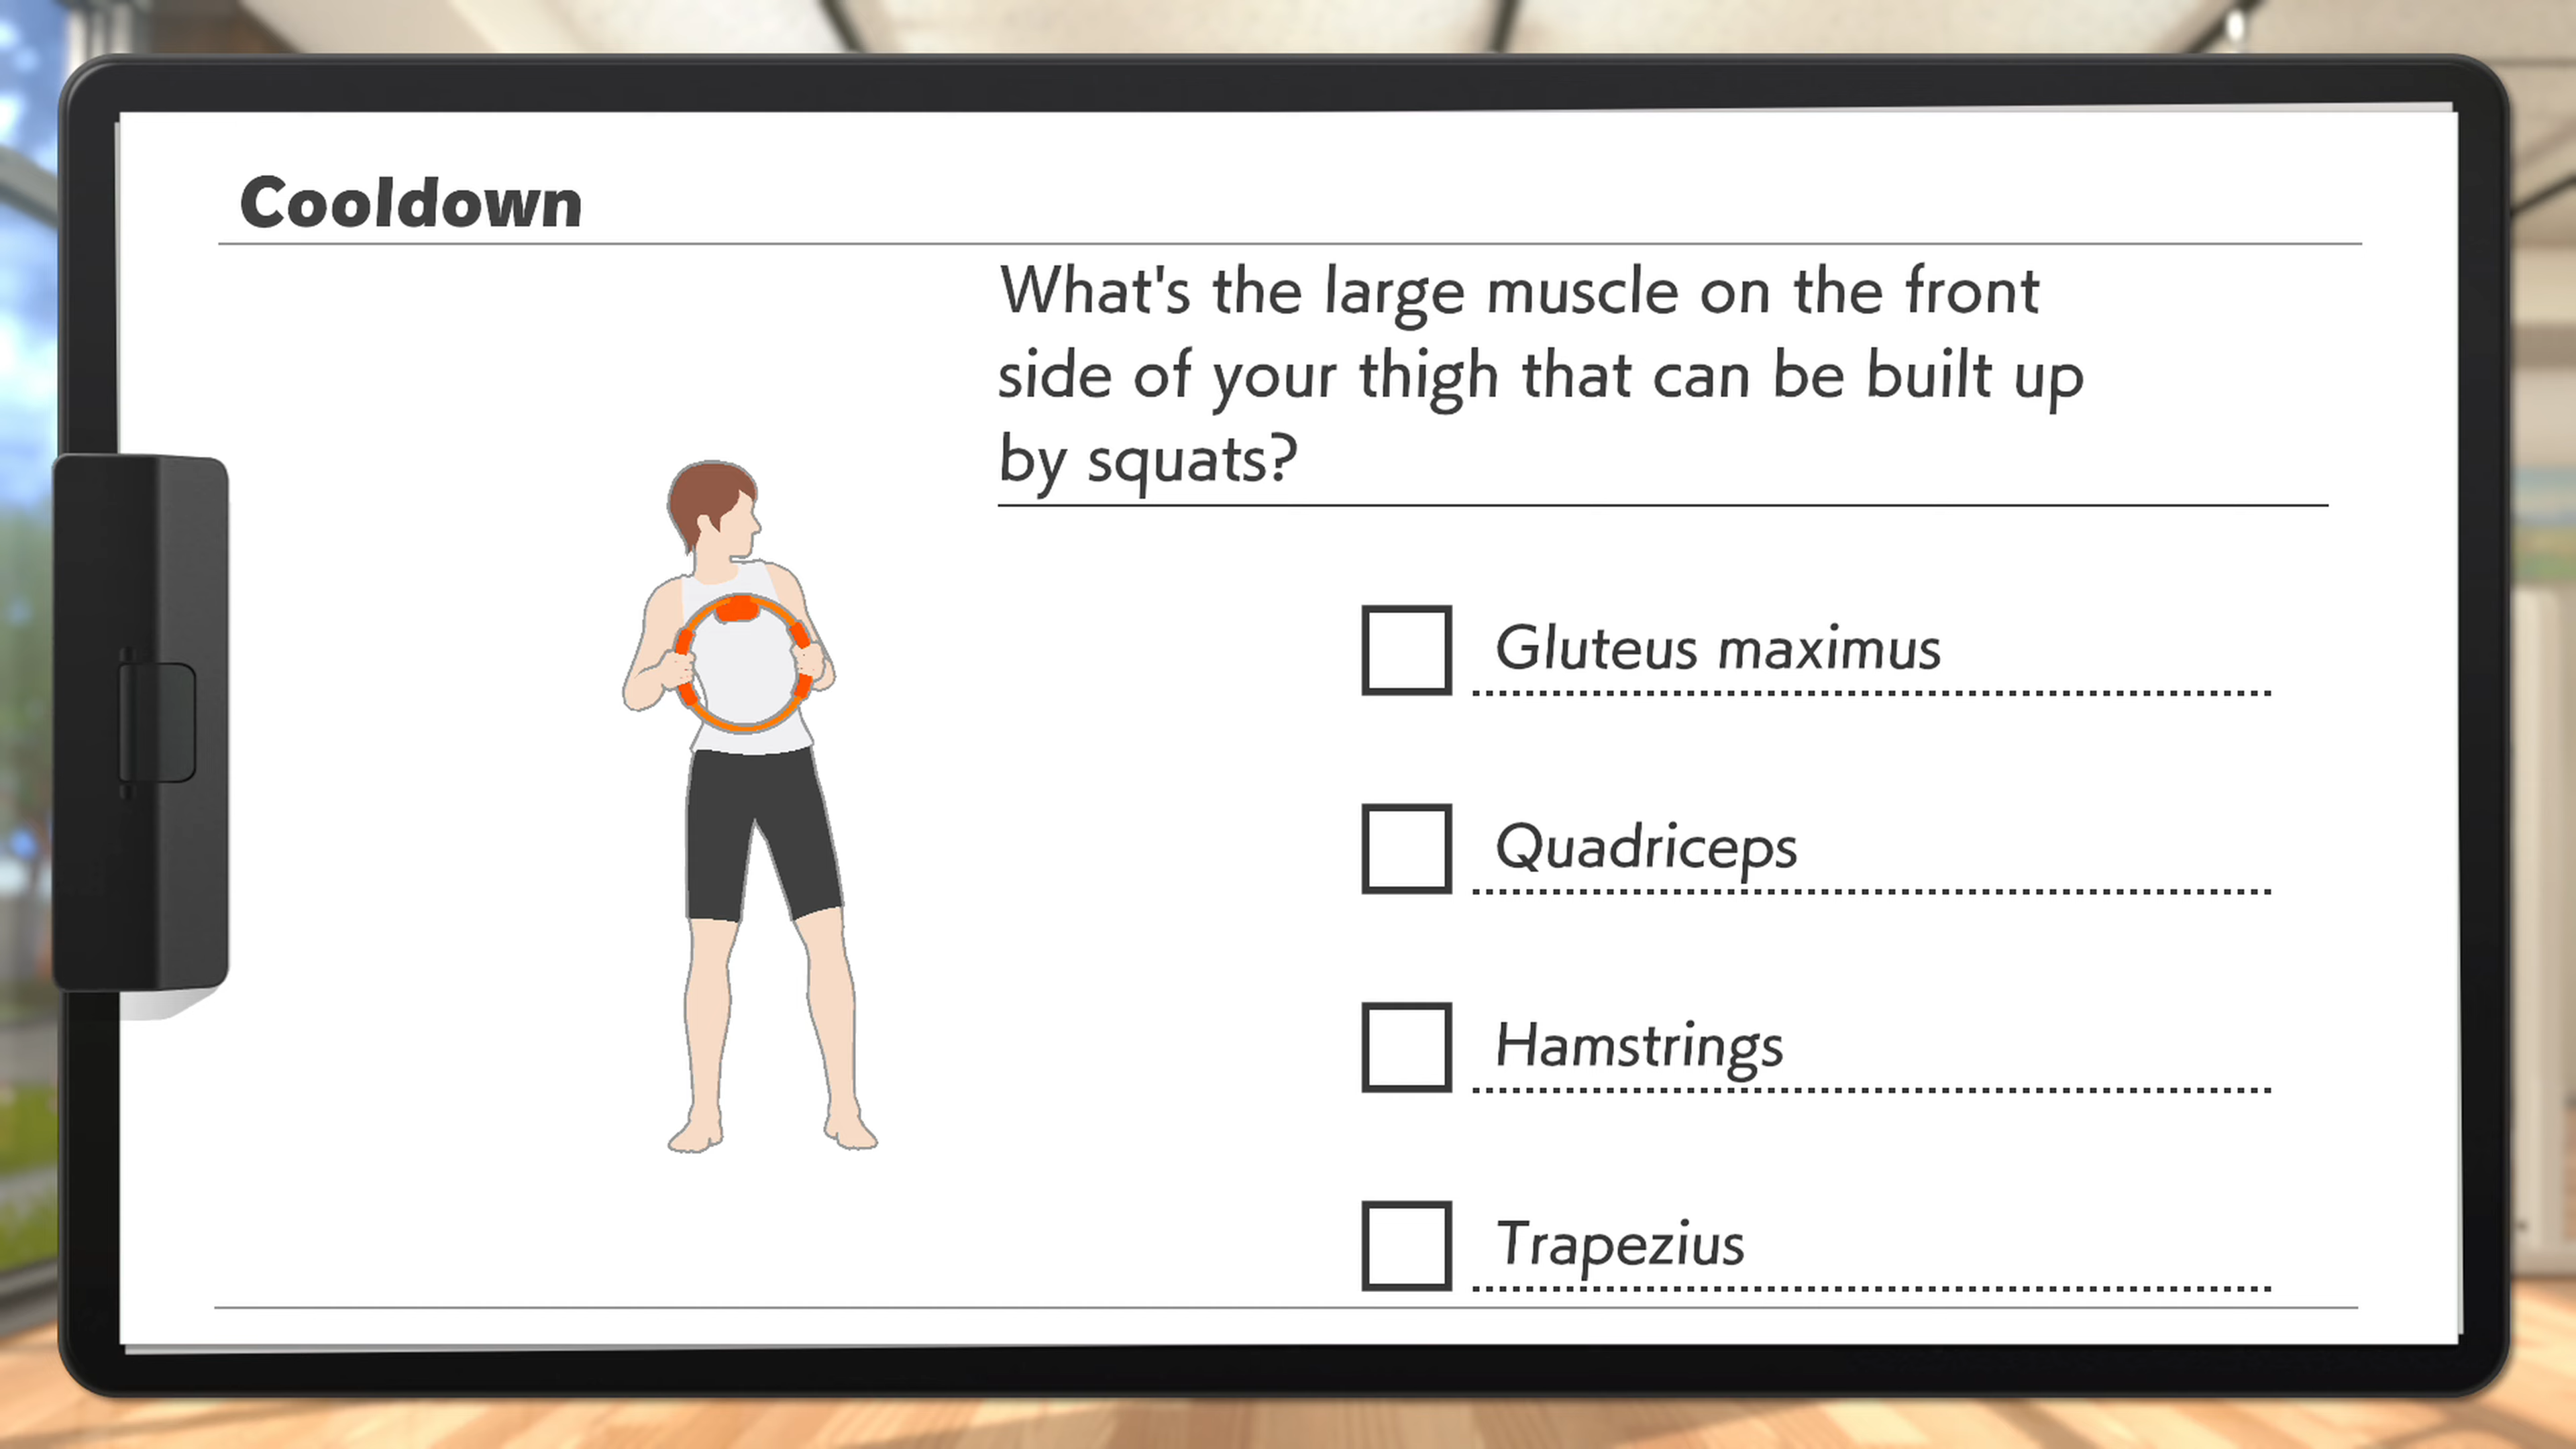 Cooldown
What's the large muscle on the front
side of your thigh that can be built up
by squats?
Gluteus maximus
Quadriceps
Hamstrings
Trapezius